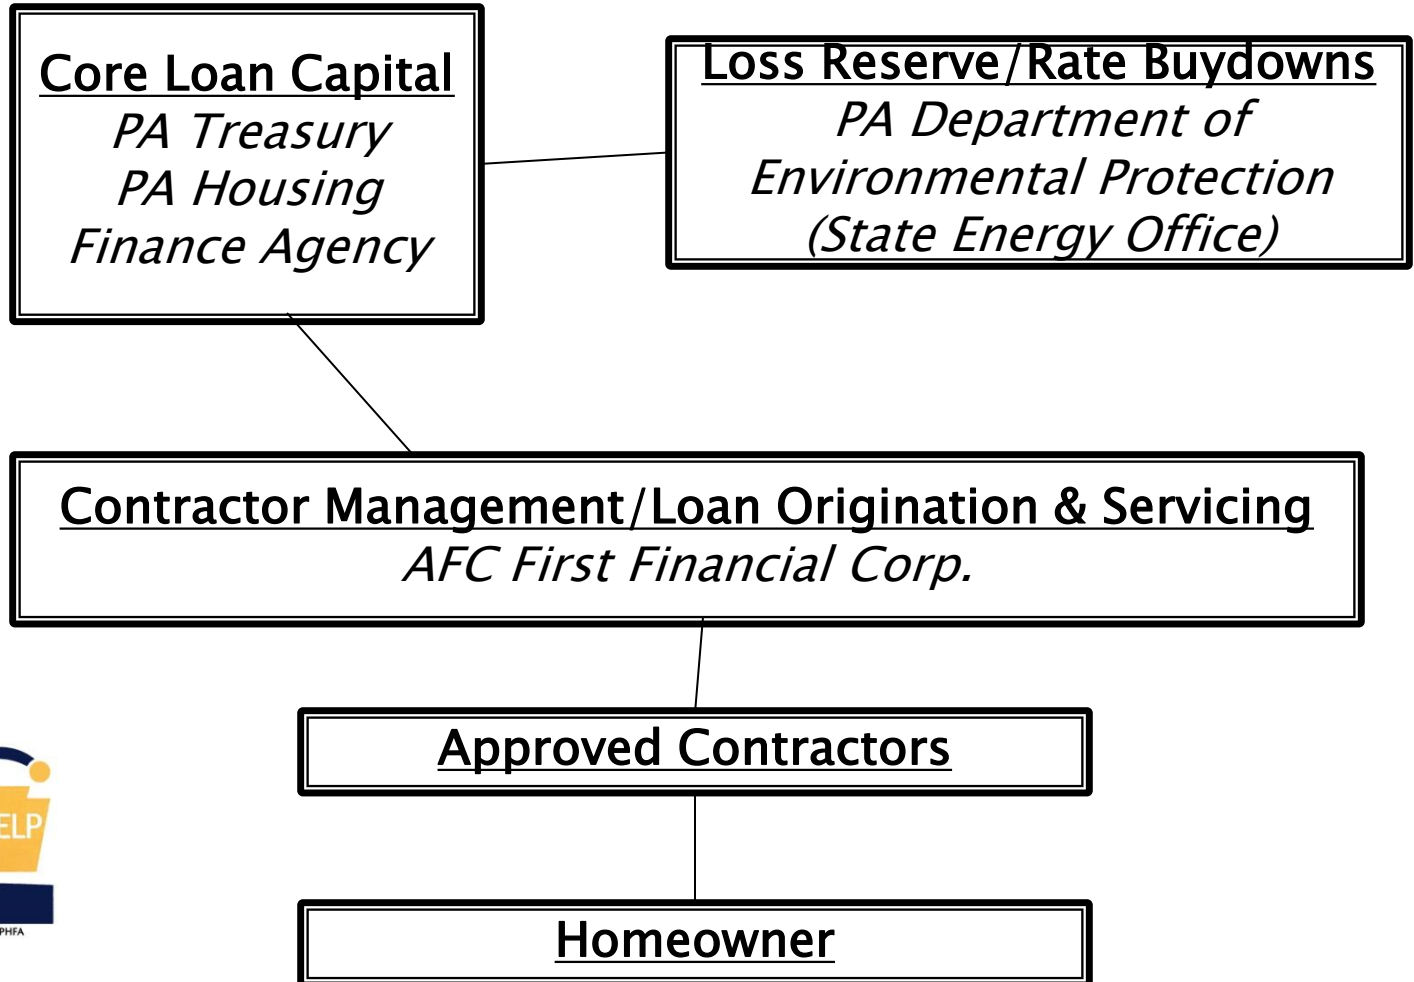 Core Loan Capital
PA Treasury
PA Housing
Finance Agency
Loss Reserve/Rate Buydowns
PA Department of
Environmental Protection
(State Energy Office)
Contractor Management/Loan Origination & Servicing
AFC First Financial Corp.
Approved Contractors
ELP
PHFA
Homeowner